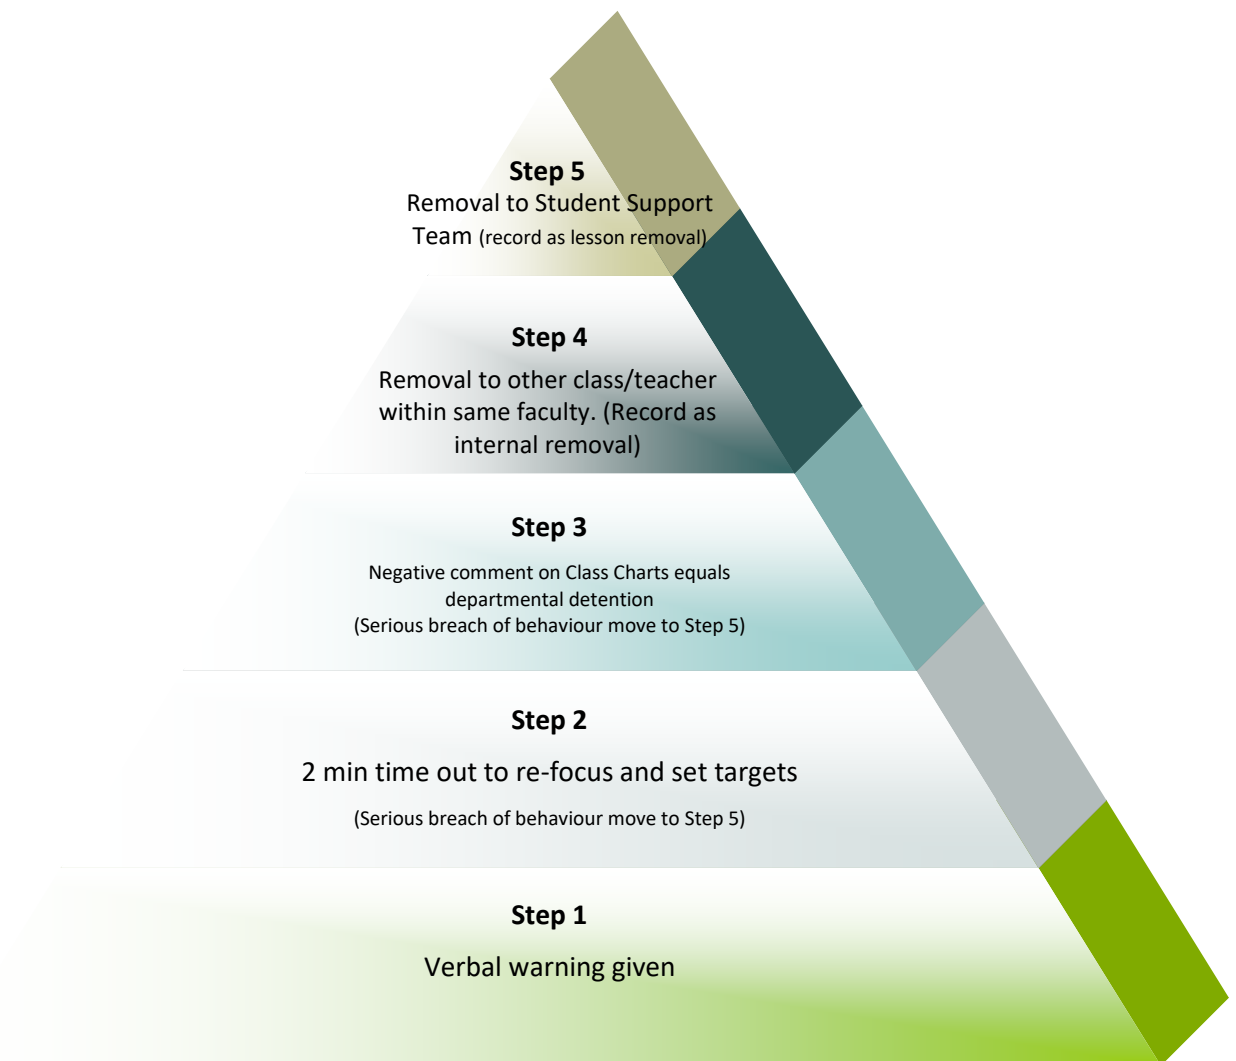 Step 5
Removal to Student Support
Team (record as lesson removal)
Step 4
Removal to other class/teacher
within same faculty. (Record as
internal removal)
Step 3
Negative comment on Class Charts equals
departmental detention
(Serious breach of behaviour move to Step 5)
Step 2
2 min time out to re-focus and set targets
(Serious breach of behaviour move to Step 5)
Step 1
Verbal warning given